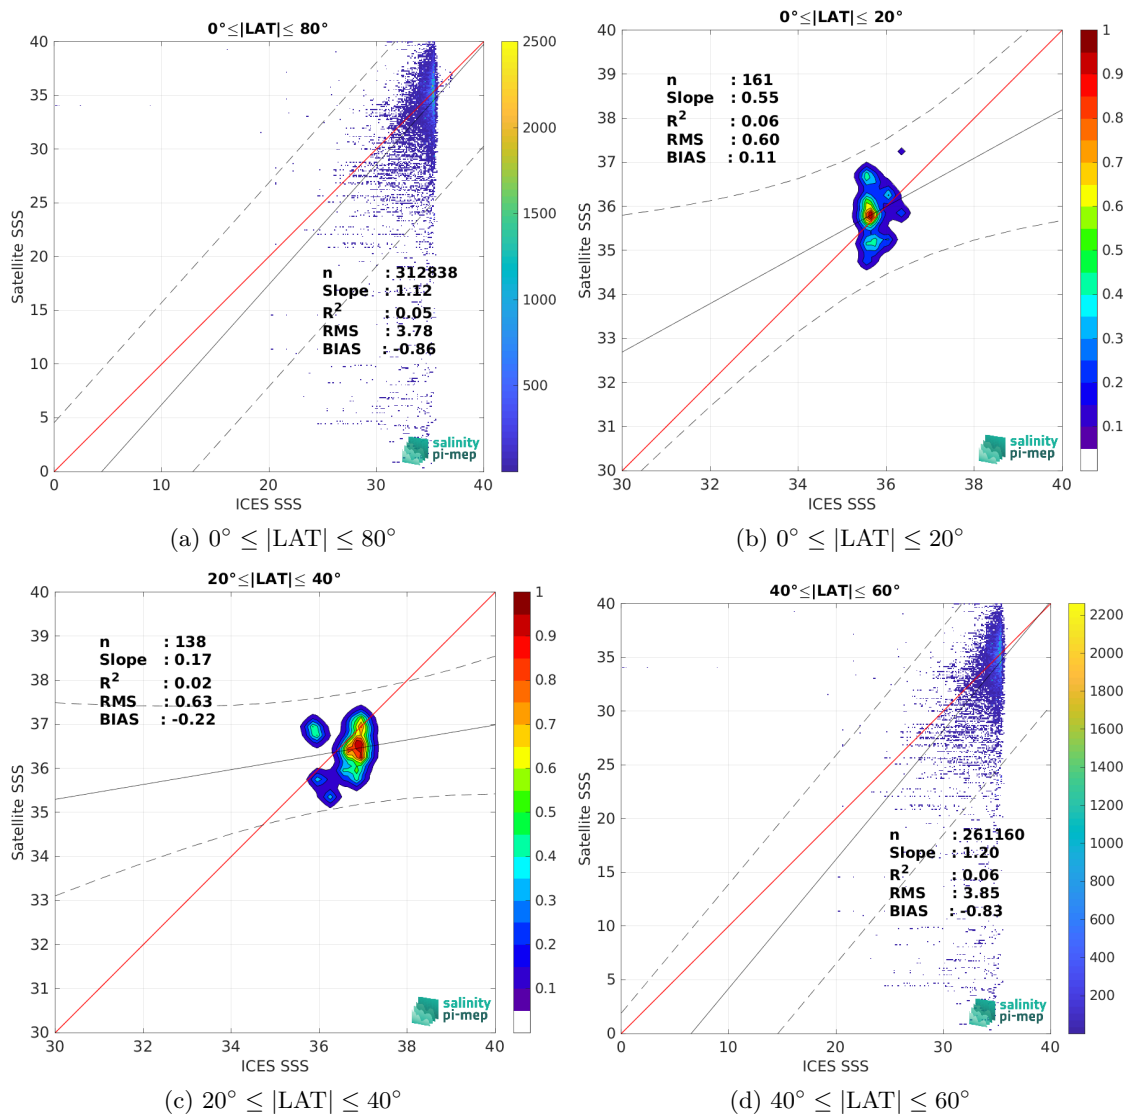 0°≤|LAT|≤ 80°
40
35
30
25
20
15
10
5
0
Satellite SSS
n : 312838
Slope : 1.12
R² : 0.05
RMS : 3.78
BIAS : -0.86
salinity
pi-mep
0 10 20 30 40
ICES SSS
2500
2000
1500
1000
500
(a) 0° ≤ |LAT| ≤ 80°
0°≤|LAT|≤ 20°
40
39
38
37
36
35
34
33
32
31
30
Satellite SSS
n : 161
Slope : 0.55
R² : 0.06
RMS : 0.60
BIAS : 0.11
salinity
pi-mep
30 32 34 36 38 40
ICES SSS
1
0.9
0.8
0.7
0.6
0.5
0.4
0.3
0.2
0.1
(b) 0° ≤ |LAT| ≤ 20°
20°≤|LAT|≤ 40°
40
39
38
37
36
35
34
33
32
31
30
Satellite SSS
n : 138
Slope : 0.17
R² : 0.02
RMS : 0.63
BIAS : -0.22
salinity
pi-mep
30 32 34 36 38 40
ICES SSS
1
0.9
0.8
0.7
0.6
0.5
0.4
0.3
0.2
0.1
(c) 20° ≤ |LAT| ≤ 40°
40°≤|LAT|≤ 60°
40
35
30
25
20
15
10
5
0
Satellite SSS
n : 261160
Slope : 1.20
R² : 0.06
RMS : 3.85
BIAS : -0.83
salinity
pi-mep
0 10 20 30 40
ICES SSS
2200
2000
1800
1600
1400
1200
1000
800
600
400
200
(d) 40° ≤ |LAT| ≤ 60°